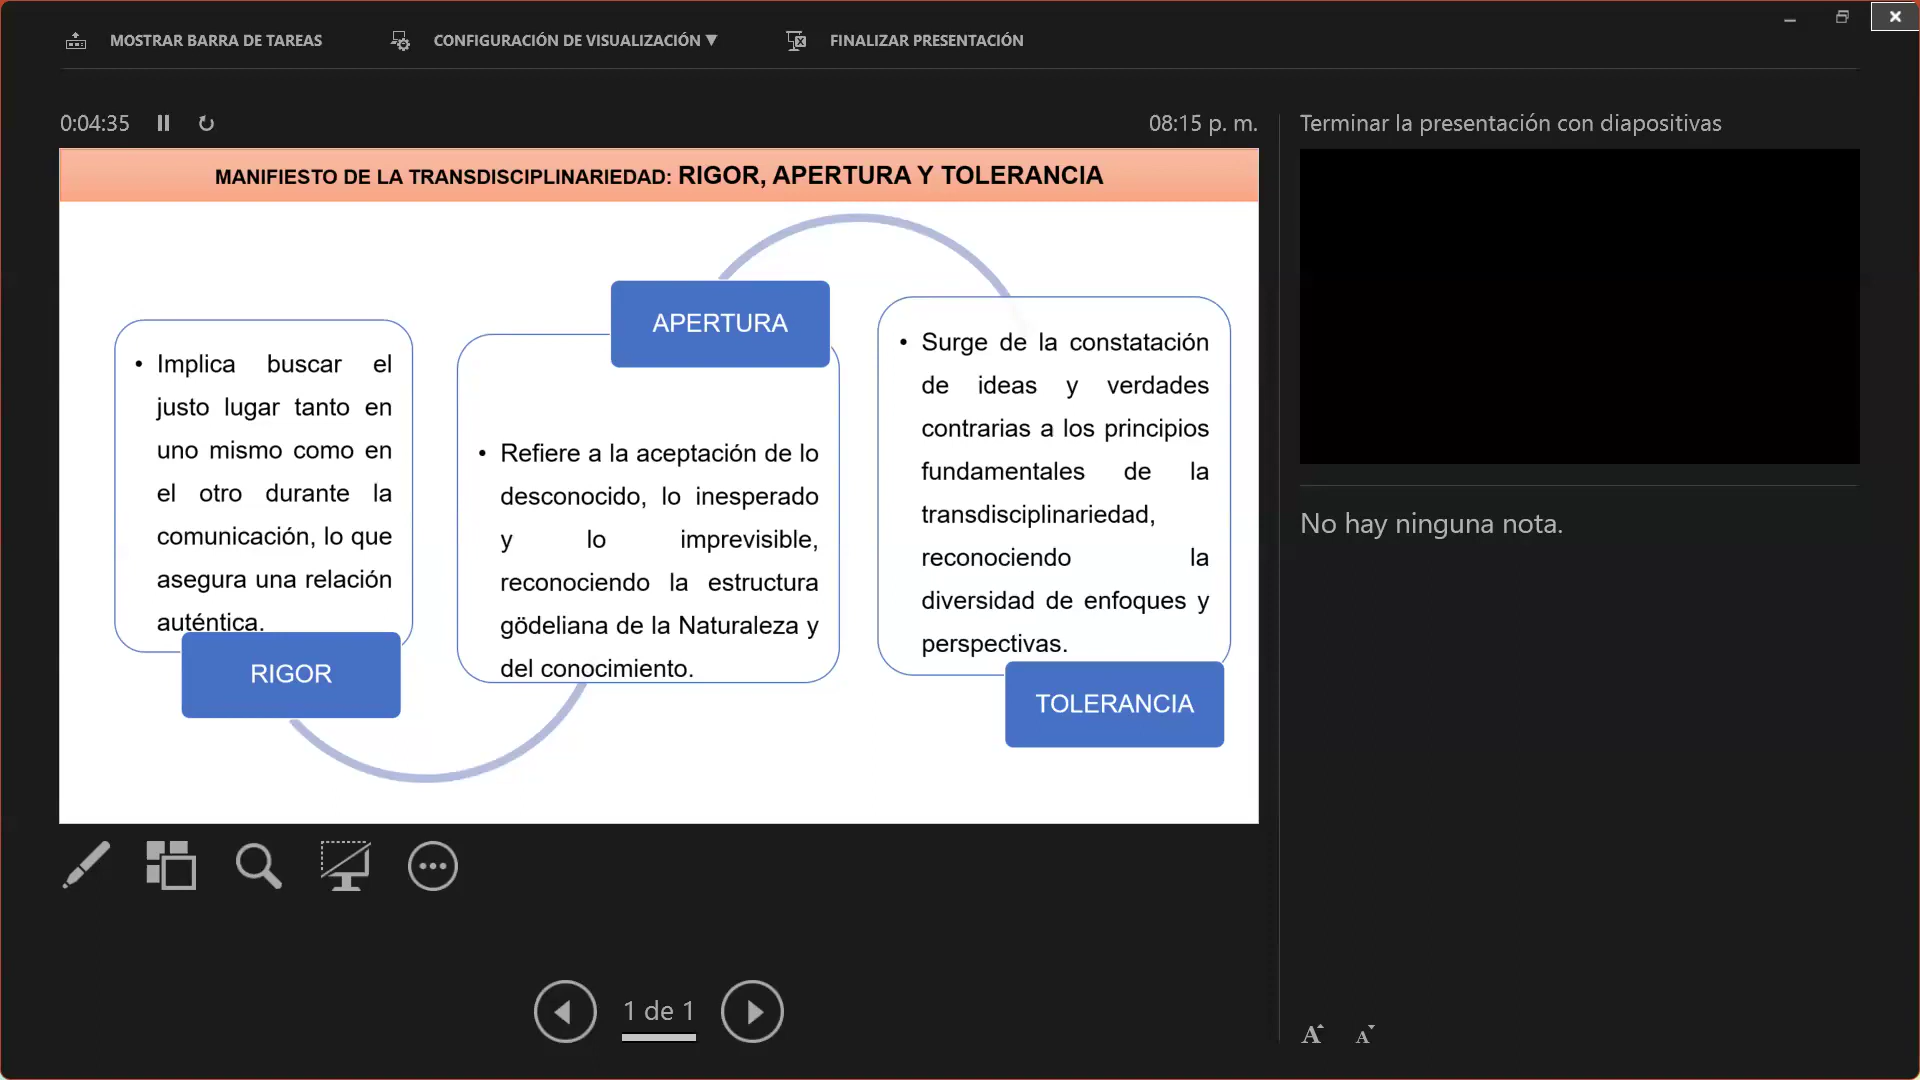 MOSTRAR BARRA DE TAREAS
CONFIGURACIÓN DE VISUALIZACIÓN ▼
FINALIZAR PRESENTACIÓN
0:04:35
08:15 p. m.
Terminar la presentación con diapositivas
MANIFIESTO DE LA TRANSDISCIPLINARIEDAD: RIGOR, APERTURA Y TOLERANCIA
• Implica buscar el
justo lugar tanto en
uno mismo como en
el otro durante la
comunicación, lo que
asegura una relación
auténtica.
RIGOR
APERTURA
• Refiere a la aceptación de lo
desconocido, lo inesperado
y lo imprevisible,
reconociendo la estructura
gödeliana de la Naturaleza y
del conocimiento.
• Surge de la constatación
de ideas y verdades
contrarias a los principios
fundamentales de la
transdisciplinariedad,
reconociendo la
diversidad de enfoques y
perspectivas.
TOLERANCIA
No hay ninguna nota.
1 de 1
A A